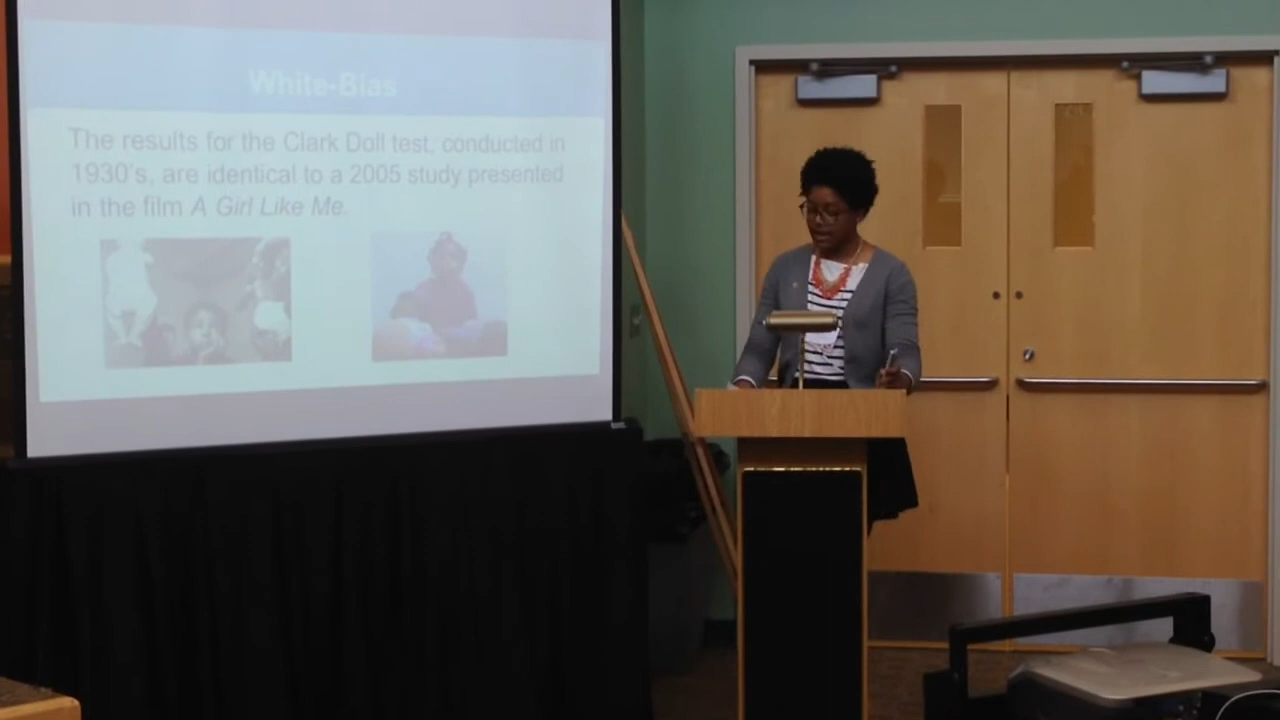 White-Bias
The results for the Clark Doll test, conducted in
1930's, are identical to a 2005 study presented
in the film A Girl Like Me.